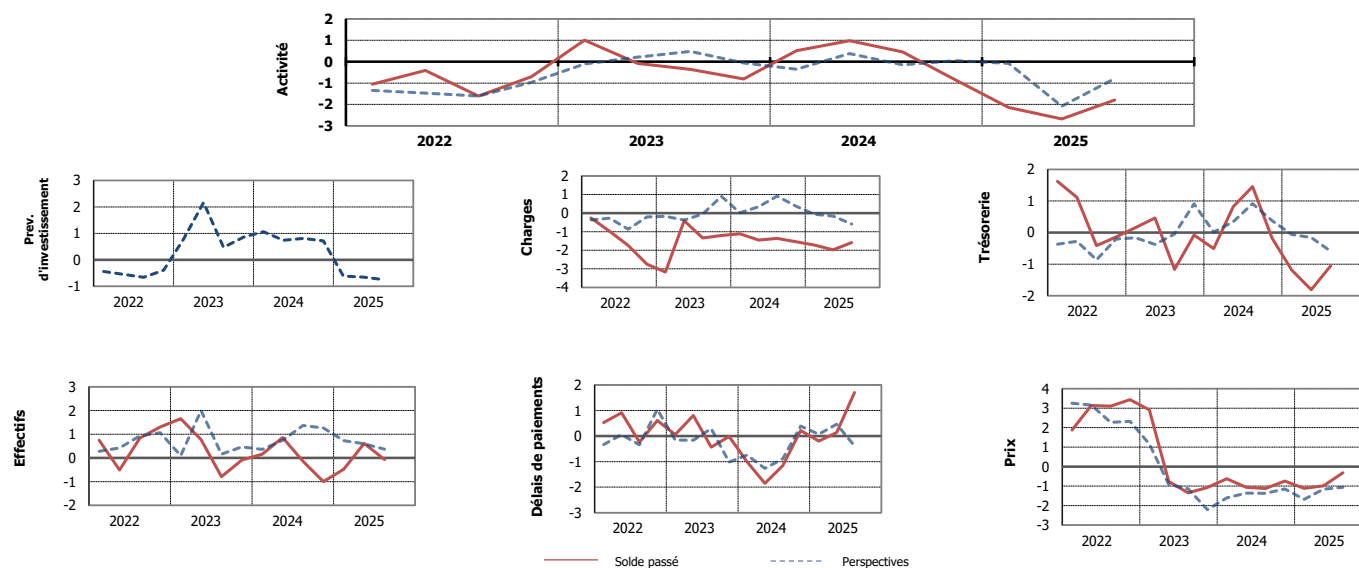 Activité
2
1
0
-1
-2
-3
2022 2023 2024 2025
Prev.
d'investissement
3
2
1
0
-1
2022 2023 2024 2025
Charges
2
1
0
-1
-2
-3
-4
2022 2023 2024 2025
Trésorerie
2
1
0
-1
-2
2022 2023 2024 2025
Effectifs
3
2
1
0
-1
-2
2022 2023 2024 2025
Délais de paiements
2
1
0
-1
-2
-3
2022 2023 2024 2025
Prix
4
3
2
1
0
-1
-2
-3
2022 2023 2024 2025
Solde passé Perspectives